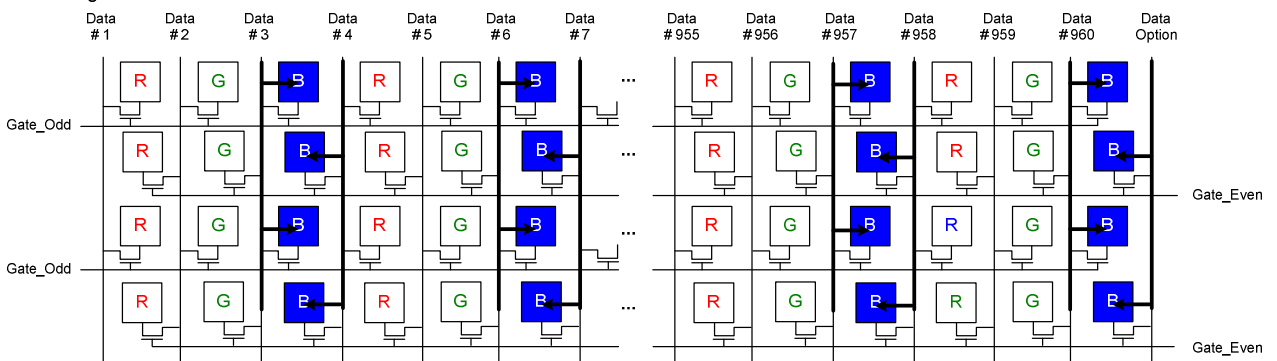 Data Data Data Data Data Data Data Data Data Data Data Data Data Data
#1 #2 #3 #4 #5 #6 #7 #955 #956 #957 #958 #959 #960 Option
R G B R G B ... R G B R G B
Gate_Odd
R G B R G B ... R G B R G B
Gate_Even
R G B R G B ... R G B R G B
Gate_Odd
R G B R G B ... R G B R G B
Gate_Even